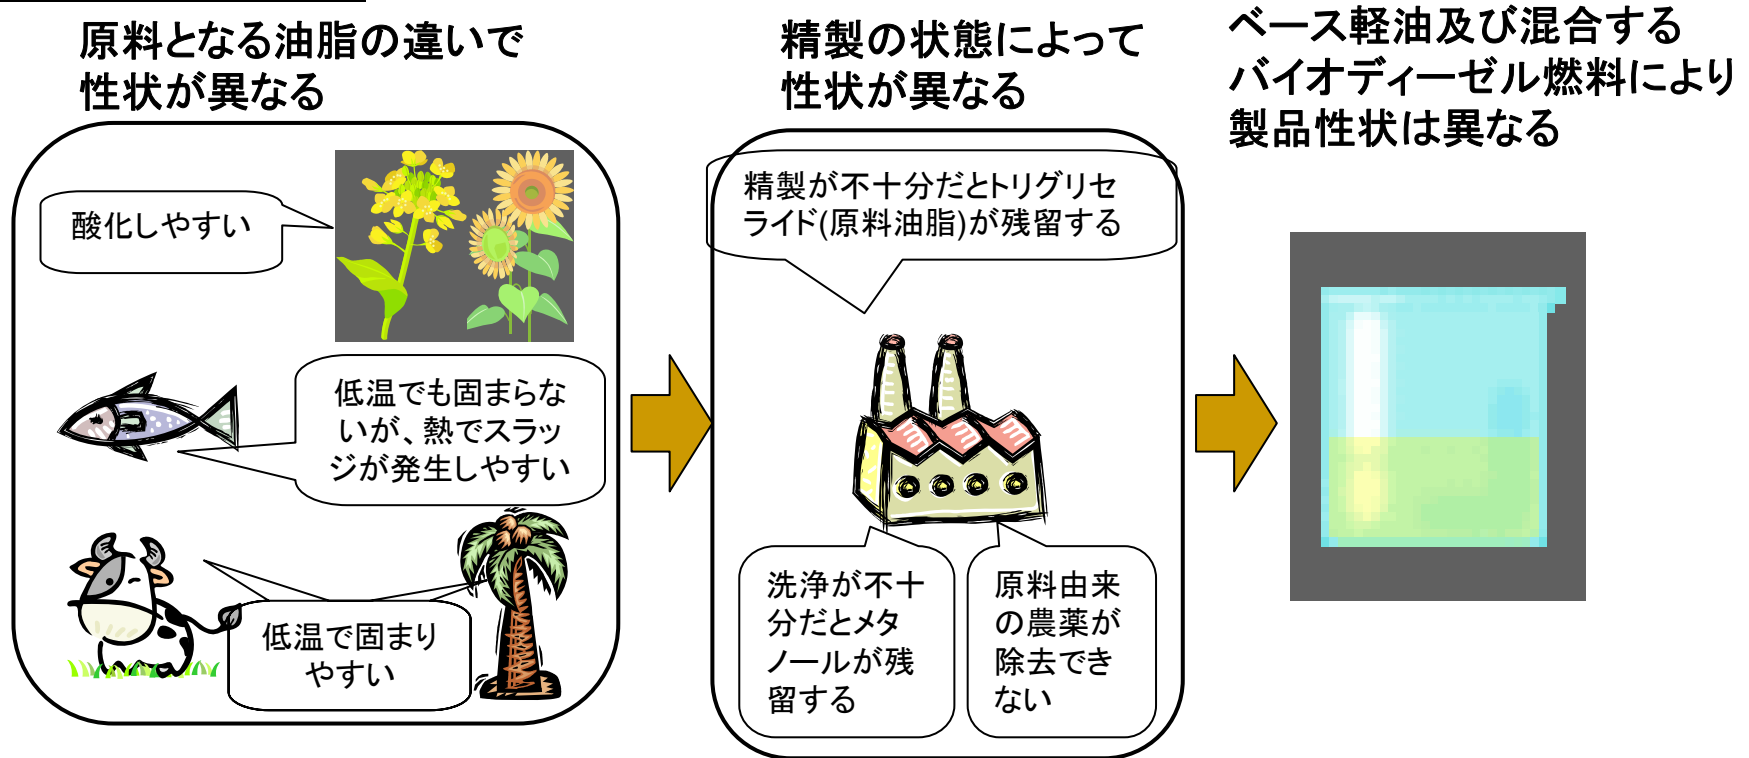 原料となる油脂の違いで
性状が異なる
酸化しやすい
低温でも固まらな
いが、熱でスラッ
ジが発生しやすい
低温で固まり
やすい
精製の状態によって
性状が異なる
精製が不十分だとトリグリセ
ライド(原料油脂)が残留する
洗浄が不十
分だとメタ
ノールが残
留する
原料由来
の農薬が
除去でき
ない
ベース軽油及び混合する
バイオディーゼル燃料により
製品性状は異なる